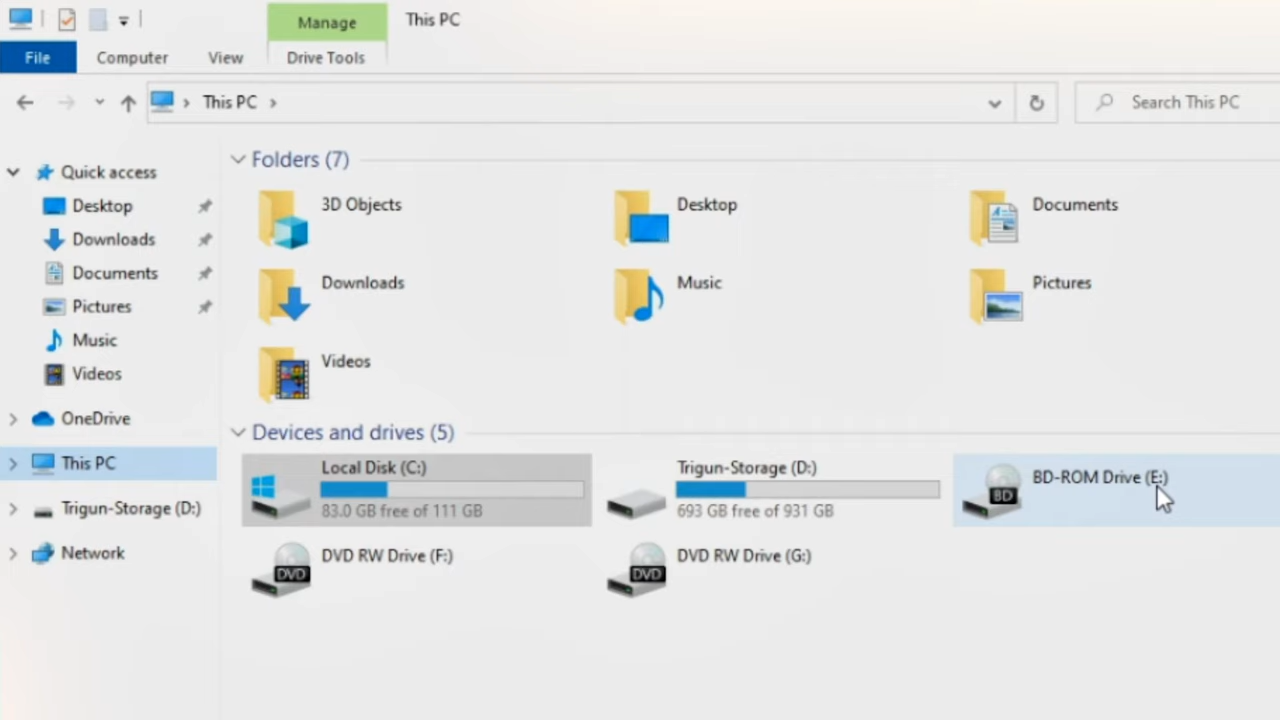 Manage This PC
File Computer View Drive Tools
This PC Search This PC
Quick access
Desktop
Downloads
Documents
Pictures
Music
Videos
OneDrive
This PC
Trigun-Storage (D:)
Network
Folders (7)
3D Objects Desktop Documents
Downloads Music Pictures
Videos
Devices and drives (5)
Local Disk (C:) Trigun-Storage (D:) BD-ROM Drive (E:)
BD
83.0 GB free of 111 GB 693 GB free of 931 GB
DVD RW Drive (F:) DVD RW Drive (G:)
DVD DVD